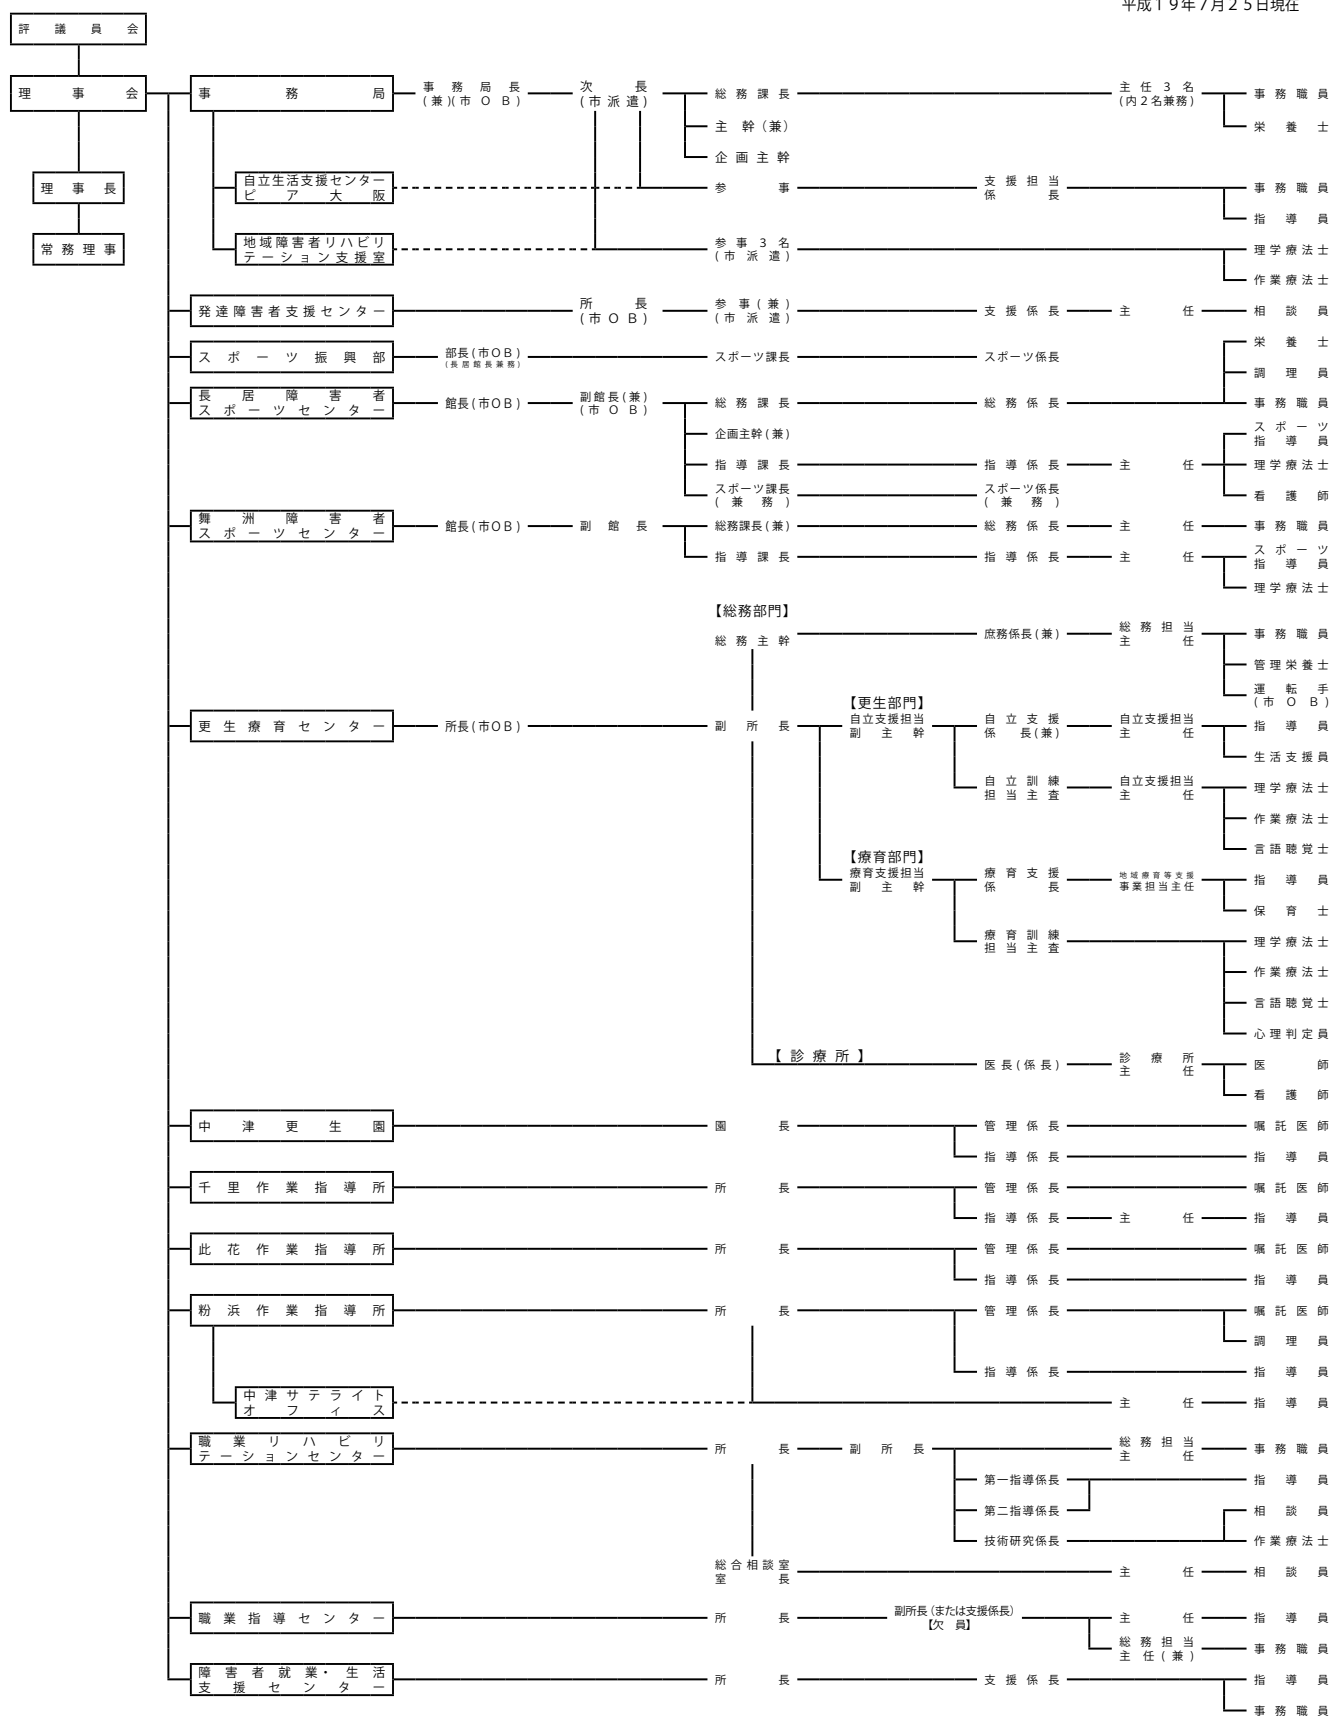 平成１９年７月２５日現在
評議員会
理事会
事務局
事務局長
(兼)(市ＯＢ)
次長
(市派遣)
総務課長
主任３名
(内２名兼務)
事務職員
主幹(兼)
栄養士
企画主幹
理事長
自立生活支援センター
ピア大阪
参事
支援担当
係長
事務職員
指導員
常務理事
地域障害者リハビリ
テーション支援室
参事３名
(市派遣)
理学療法士
作業療法士
発達障害者支援センター
所長
(市ＯＢ)
参事(兼)
(市派遣)
支援係長
主任
相談員
スポーツ振興部
部長(市ＯＢ)
(長居館長兼務)
スポーツ課長
スポーツ係長
栄養士
調理員
長居障害者
スポーツセンター
館長(市ＯＢ)
副館長(兼)
(市ＯＢ)
総務課長
総務係長
事務職員
企画主幹(兼)
スポーツ
指導員
指導課長
指導係長
主任
理学療法士
スポーツ課長
(兼務)
スポーツ係長
(兼務)
看護師
舞洲障害者
スポーツセンター
館長(市ＯＢ)
副館長
総務課長(兼)
総務係長
主任
事務職員
指導課長
指導係長
主任
スポーツ
指導員
理学療法士
【総務部門】
総務主幹
庶務係長(兼)
総務担当
主任
事務職員
管理栄養士
運転手
(市ＯＢ)
更生療育センター
所長(市ＯＢ)
副所長
【更生部門】
自立支援担当
副主幹
自立支援
係長(兼)
自立支援担当
主任
指導員
生活支援員
自立訓練
担当主査
自立支援担当
主任
理学療法士
作業療法士
言語聴覚士
【療育部門】
療育支援担当
副主幹
療育支援
係長
地域療育等支援
事業担当主任
指導員
保育士
療育訓練
担当主査
理学療法士
作業療法士
言語聴覚士
心理判定員
【診療所】
医長(係長)
診療所
主任
医師
看護師
中津更生園
園長
管理係長
嘱託医師
指導係長
指導員
千里作業指導所
所長
管理係長
嘱託医師
指導係長
主任
指導員
此花作業指導所
所長
管理係長
嘱託医師
指導係長
指導員
粉浜作業指導所
所長
管理係長
嘱託医師
調理員
指導係長
指導員
中津サテライト
オフィス
主任
指導員
職業リハビリ
テーションセンター
所長
副所長
総務担当
主任
事務職員
第一指導係長
指導員
第二指導係長
相談員
技術研究係長
作業療法士
総合相談室
室長
主任
相談員
職業指導センター
所長
副所長(または支援係長)
【欠員】
主任
指導員
総務担当
主任(兼)
事務職員
障害者就業・生活
支援センター
所長
支援係長
指導員
事務職員